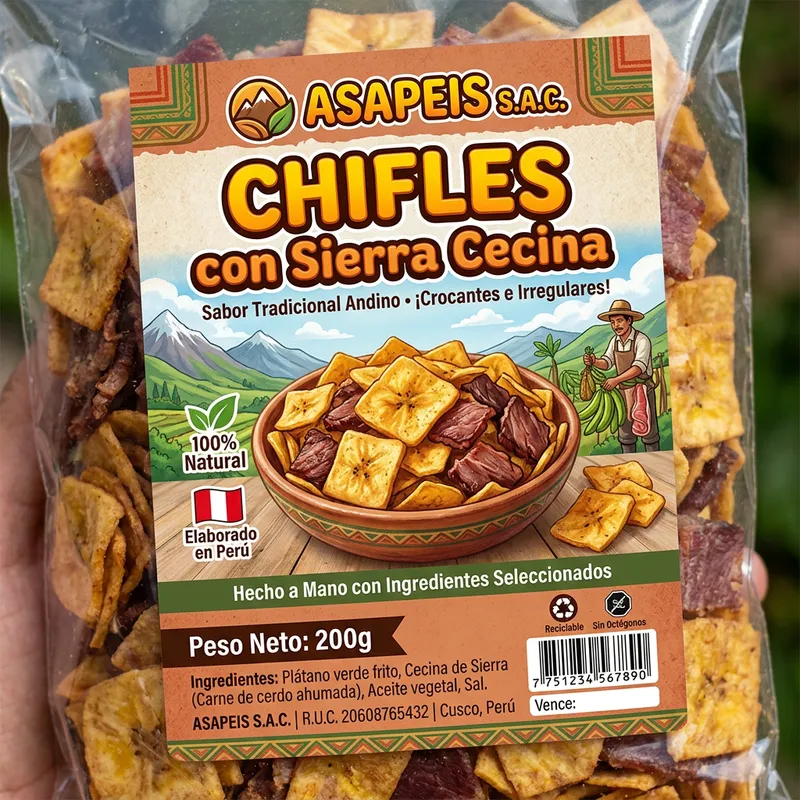 ASAPEIS S.A.C.
CHIFLES
con Sierra Cecina
Sabor Tradicional Andino • ¡Crocantes e Irregulares!
100%
Natural
Elaborado
en Perú
Hecho a Mano con Ingredientes Seleccionados
Peso Neto: 200g
Reciclable
Sin Octégonos
Ingredientes: Plátano verde frito, Cecina de Sierra
(Carne de cerdo ahumada), Aceite vegetal, Sal.
ASAPEIS S.A.C. | R.U.C. 20608765432 | Cusco, Perú
7 751234 567890
Vence: